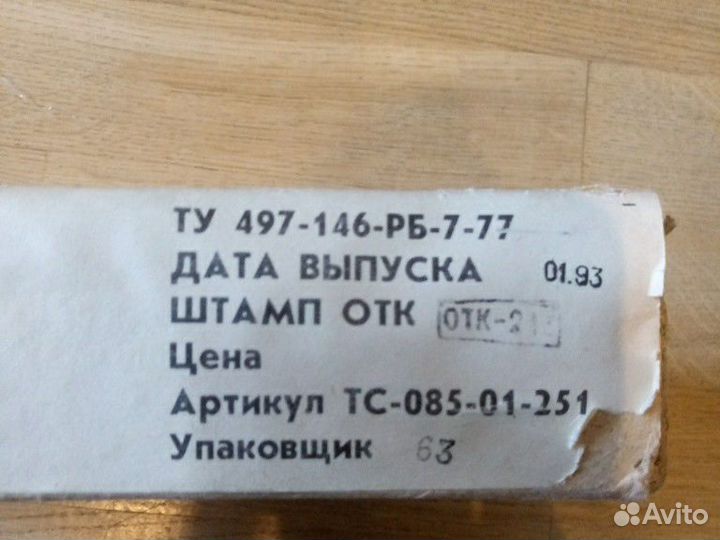 ТУ 497-146-РБ-7-77
ДАТА ВЫПУСКА 01.93
ШТАМП ОТК
Цена
Артикул ТС-085-01-251
Упаковщик 63
Avito